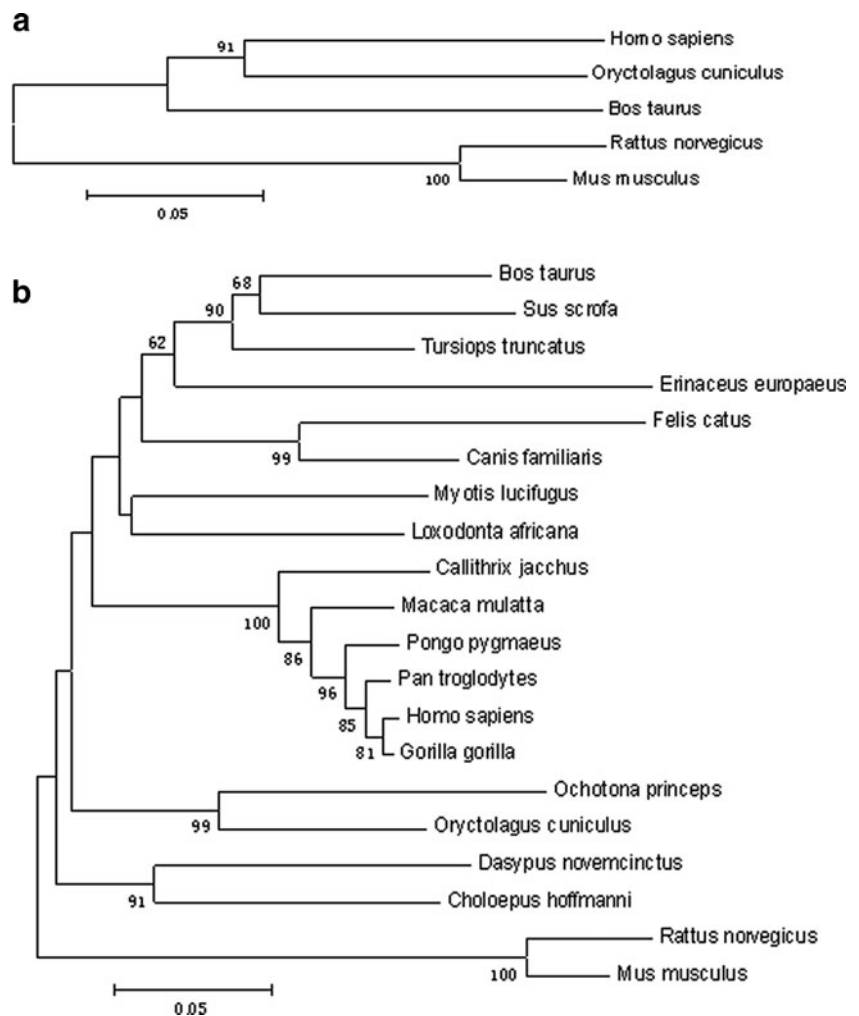 a
91
Homo sapiens
Oryctolagus cuniculus
Bos taurus
Rattus norvegicus
100
Mus musculus
0.05
b
Bos taurus
68
Sus scrofa
90
Tursiops truncatus
62
Erinaceus europaeus
Felis catus
99
Canis familiaris
Myotis lucifugus
Loxodonta africana
Callithrix jacchus
100
Macaca mulatta
86
Pongo pygmaeus
96
Pan troglodytes
85
Homo sapiens
81
Gorilla gorilla
Ochotona princeps
99
Oryctolagus cuniculus
Dasypus novemcinctus
91
Choloepus hoffmanni
Rattus norvegicus
100
Mus musculus
0.05